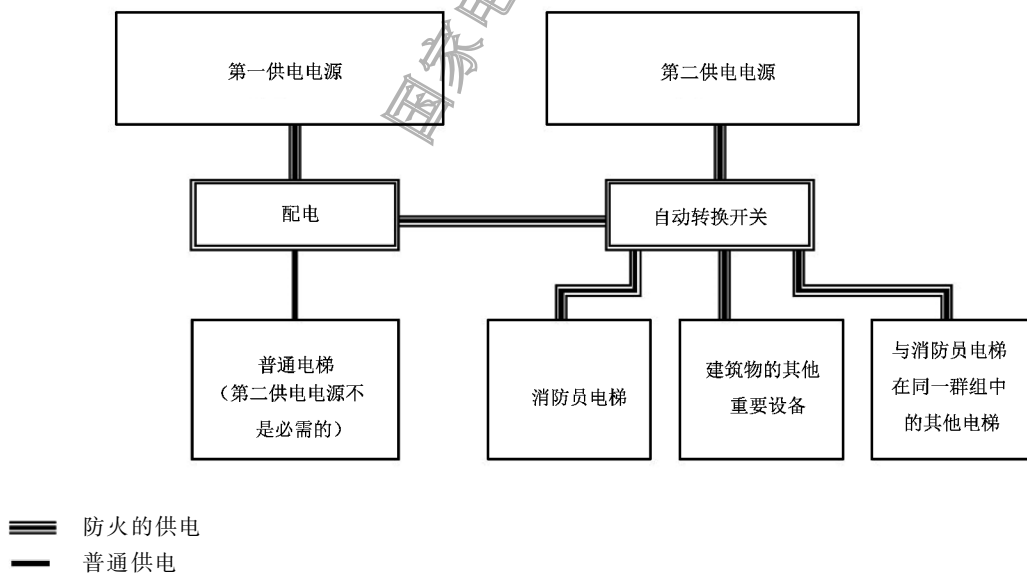 国家电
第一供电电源
第二供电电源
配电
自动转换开关
普通电梯
（第二供电电源不
是必需的）
消防员电梯
建筑物的其他
重要设备
与消防员电梯
在同一群组中
的其他电梯
防火的供电
普通供电